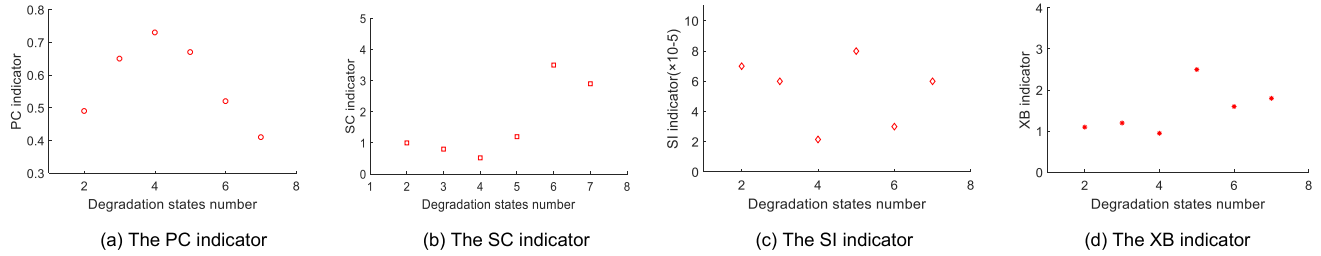 0.8
0.7
0.6
0.5
0.4
0.3
PC indicator
2 4 6 8
Degradation states number
(a) The PC indicator
5
4
3
2
1
0
SC indicator
1 2 3 4 5 6 7 8
Degradation states number
(b) The SC indicator
10
8
6
4
2
0
SI indicator(×10-5)
2 4 6 8
Degradation states number
(c) The SI indicator
4
3
2
1
0
XB indicator
2 4 6 8
Degradation states number
(d) The XB indicator